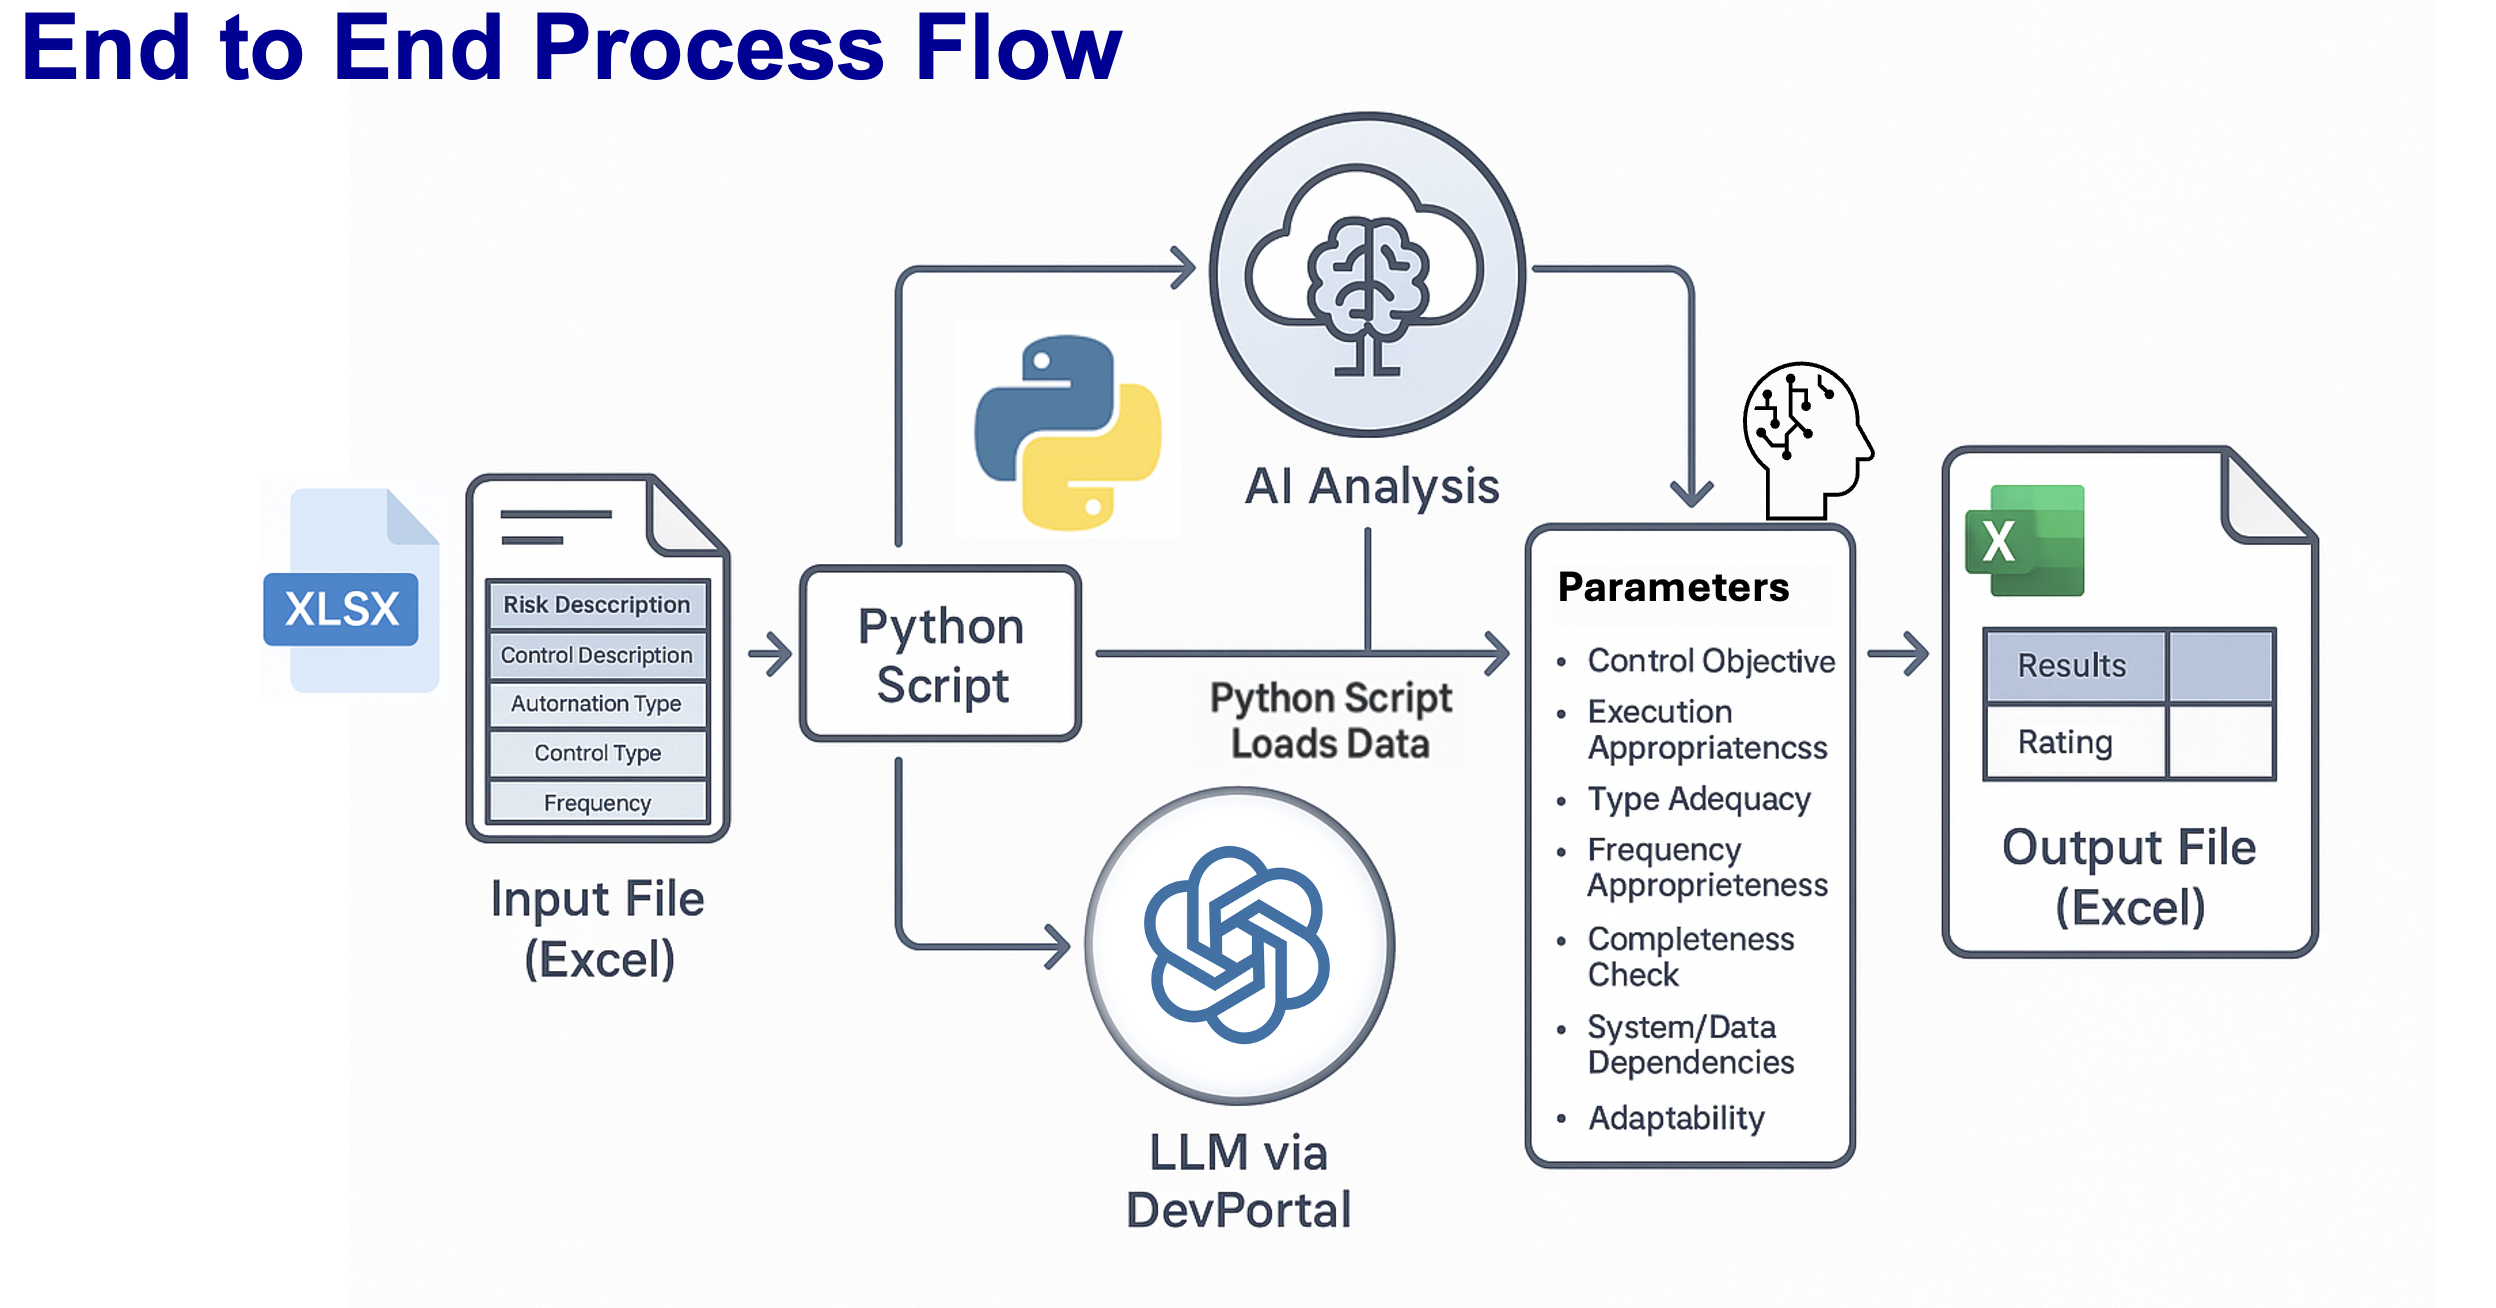 End to End Process Flow
XLSX
Risk Desccription
Control Description
Autornation Type
Control Type
Frequency
Input File
(Excel)
Python
Script
AI Analysis
Python Script
Loads Data
LLM via
DevPortal
Parameters
• Control Objective
• Execution
Appropriatencss
• Type Adequacy
• Frequency
Approprieteness
• Completeness
Check
• System/Data
Dependencies
• Adaptability
X
Results
Rating
Output File
(Excel)